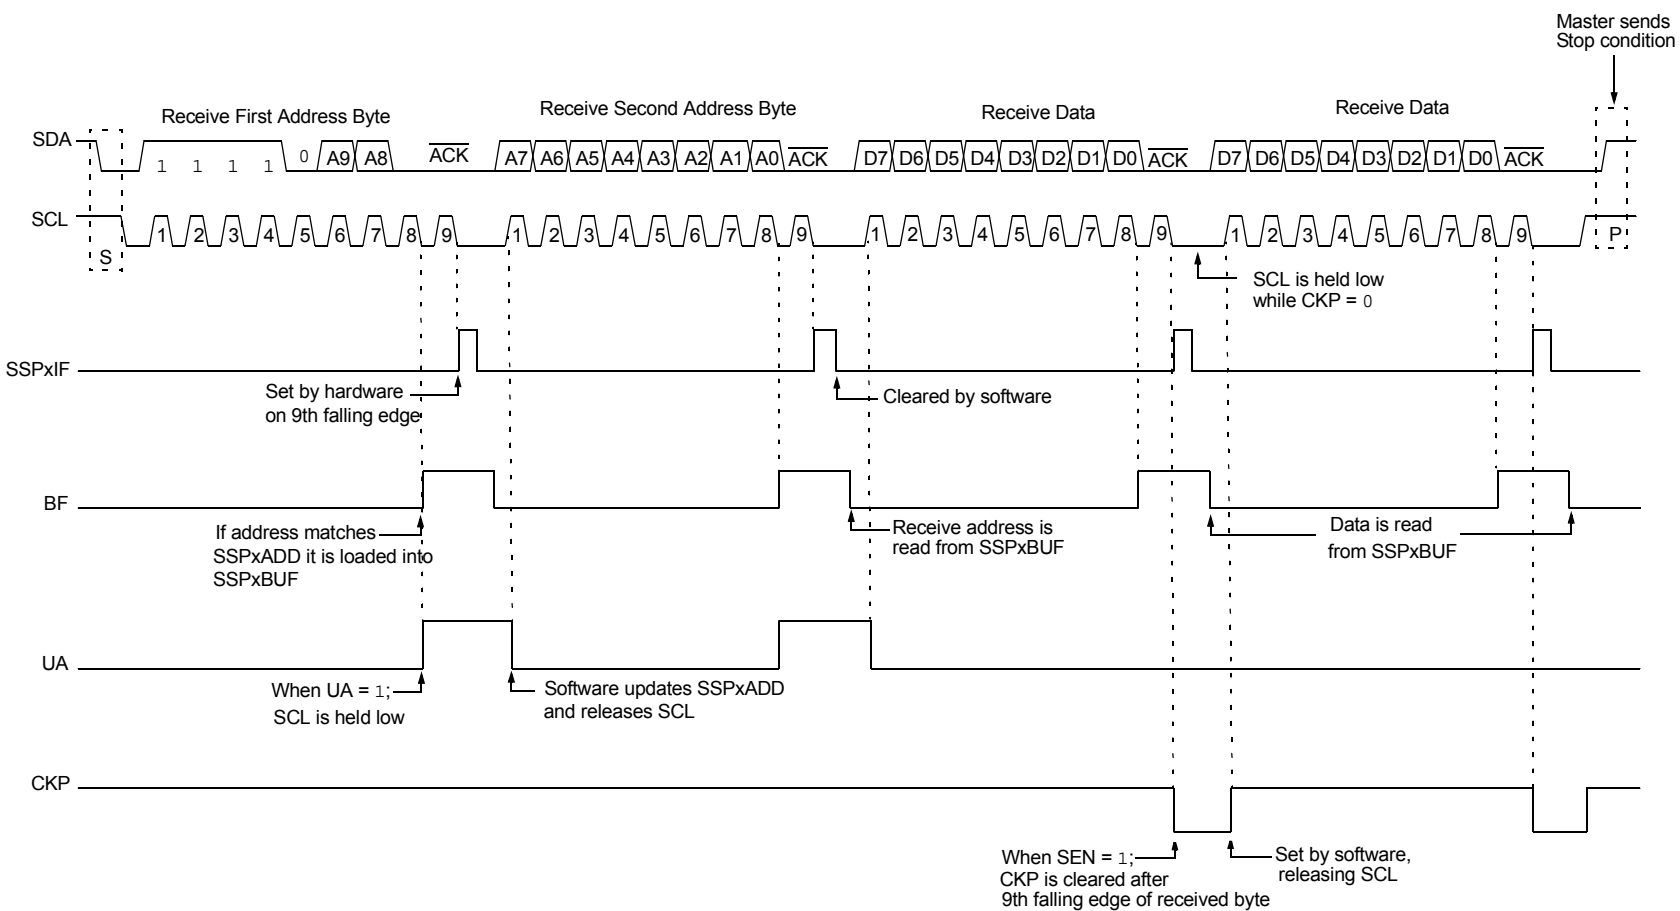 Master sends
Stop condition
Receive First Address Byte
Receive Second Address Byte
Receive Data
Receive Data
SDA
1 1 1 1 0 A9 A8 ACK A7 A6 A5 A4 A3 A2 A1 A0 ACK D7 D6 D5 D4 D3 D2 D1 D0 ACK D7 D6 D5 D4 D3 D2 D1 D0 ACK
SCL
S 1 2 3 4 5 6 7 8 9 1 2 3 4 5 6 7 8 9 1 2 3 4 5 6 7 8 9 1 2 3 4 5 6 7 8 9 P
SCL is held low
while CKP = 0
SSPxIF
Set by hardware
on 9th falling edge
Cleared by software
BF
If address matches
SSPxADD it is loaded into
SSPxBUF
Receive address is
read from SSPxBUF
Data is read
from SSPxBUF
UA
When UA = 1;
SCL is held low
Software updates SSPxADD
and releases SCL
CKP
When SEN = 1;
CKP is cleared after
9th falling edge of received byte
Set by software,
releasing SCL